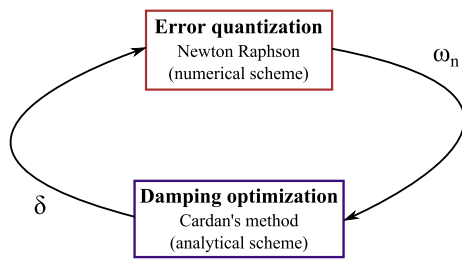 Error quantization
Newton Raphson
(numerical scheme)
ωn
Damping optimization
Cardan's method
(analytical scheme)
δ